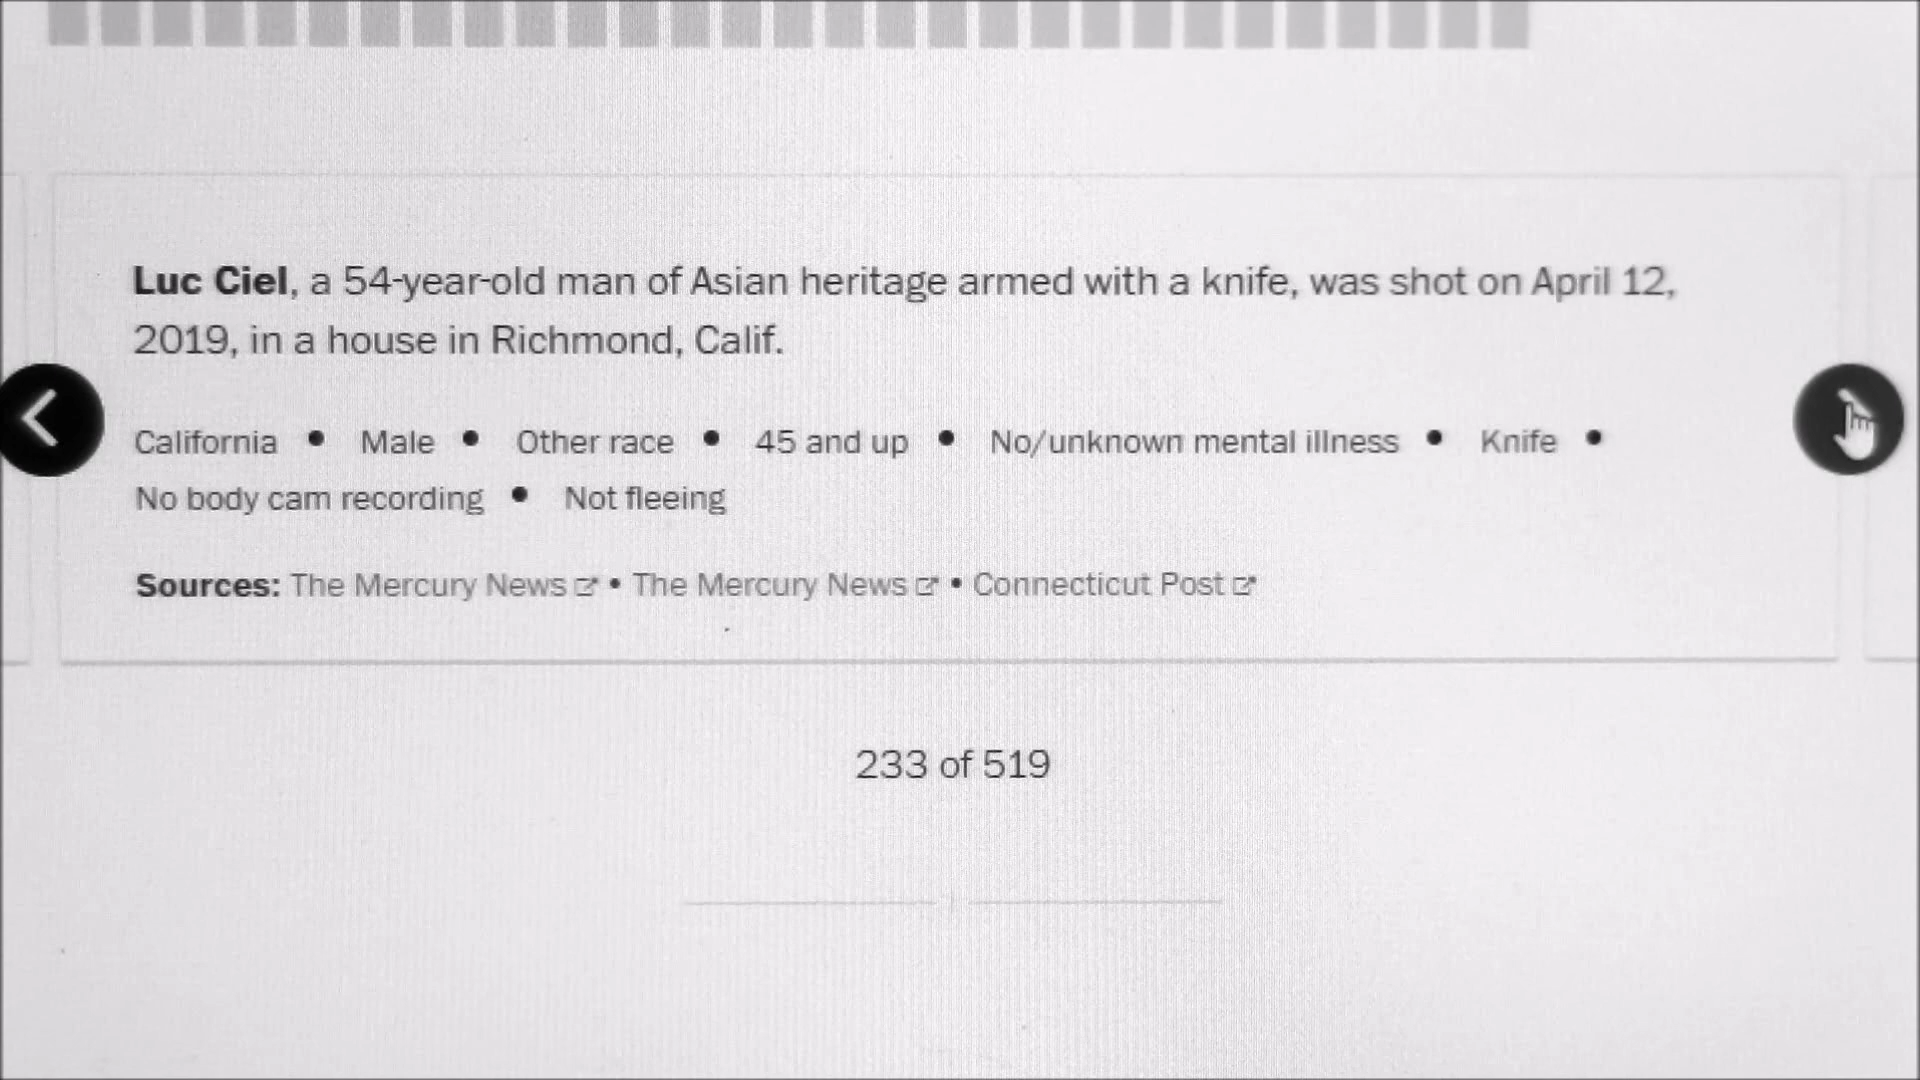 Luc Ciel, a 54-year-old man of Asian heritage armed with a knife, was shot on April 12,
2019, in a house in Richmond, Calif.
California • Male • Other race • 45 and up • No/unknown mental illness • Knife •
No body cam recording • Not fleeing
Sources: The Mercury News • The Mercury News • Connecticut Post
233 of 519